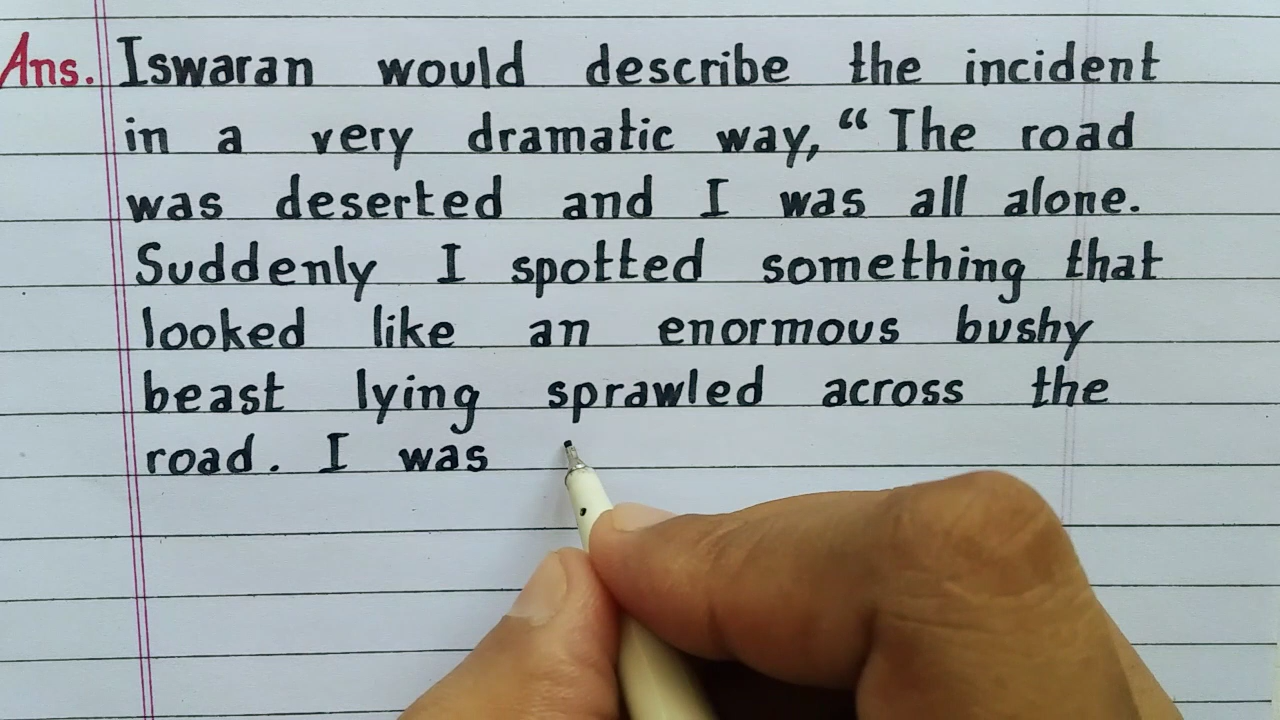 Ans. Iswaran would describe the incident
in a very dramatic way, “The road
was deserted and I was all alone.
Suddenly I spotted something that
looked like an enormous bushy
beast lying sprawled across the
road. I was